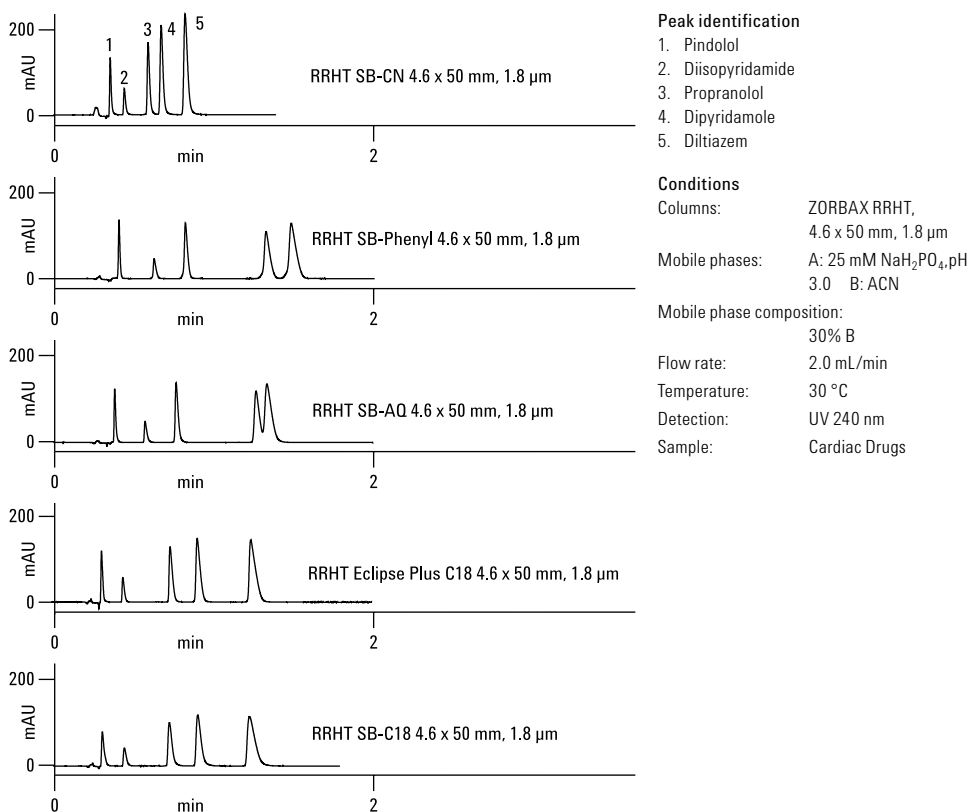 200
mAU
0
1
2
3
4
5
RRHT SB-CN 4.6 x 50 mm, 1.8 µm
0
min
2
200
mAU
0
RRHT SB-Phenyl 4.6 x 50 mm, 1.8 µm
0
min
2
200
mAU
0
RRHT SB-AQ 4.6 x 50 mm, 1.8 µm
0
min
2
200
mAU
0
RRHT Eclipse Plus C18 4.6 x 50 mm, 1.8 µm
0
min
2
200
mAU
0
RRHT SB-C18 4.6 x 50 mm, 1.8 µm
0
min
2
Peak identification
1. Pindolol
2. Diisopyridamide
3. Propranolol
4. Dipyridamole
5. Diltiazem
Conditions
Columns: ZORBAX RRHT,
4.6 x 50 mm, 1.8 µm
Mobile phases: A: 25 mM NaH₂PO₄,pH
3.0 B: ACN
Mobile phase composition:
30% B
Flow rate: 2.0 mL/min
Temperature: 30 °C
Detection: UV 240 nm
Sample: Cardiac Drugs